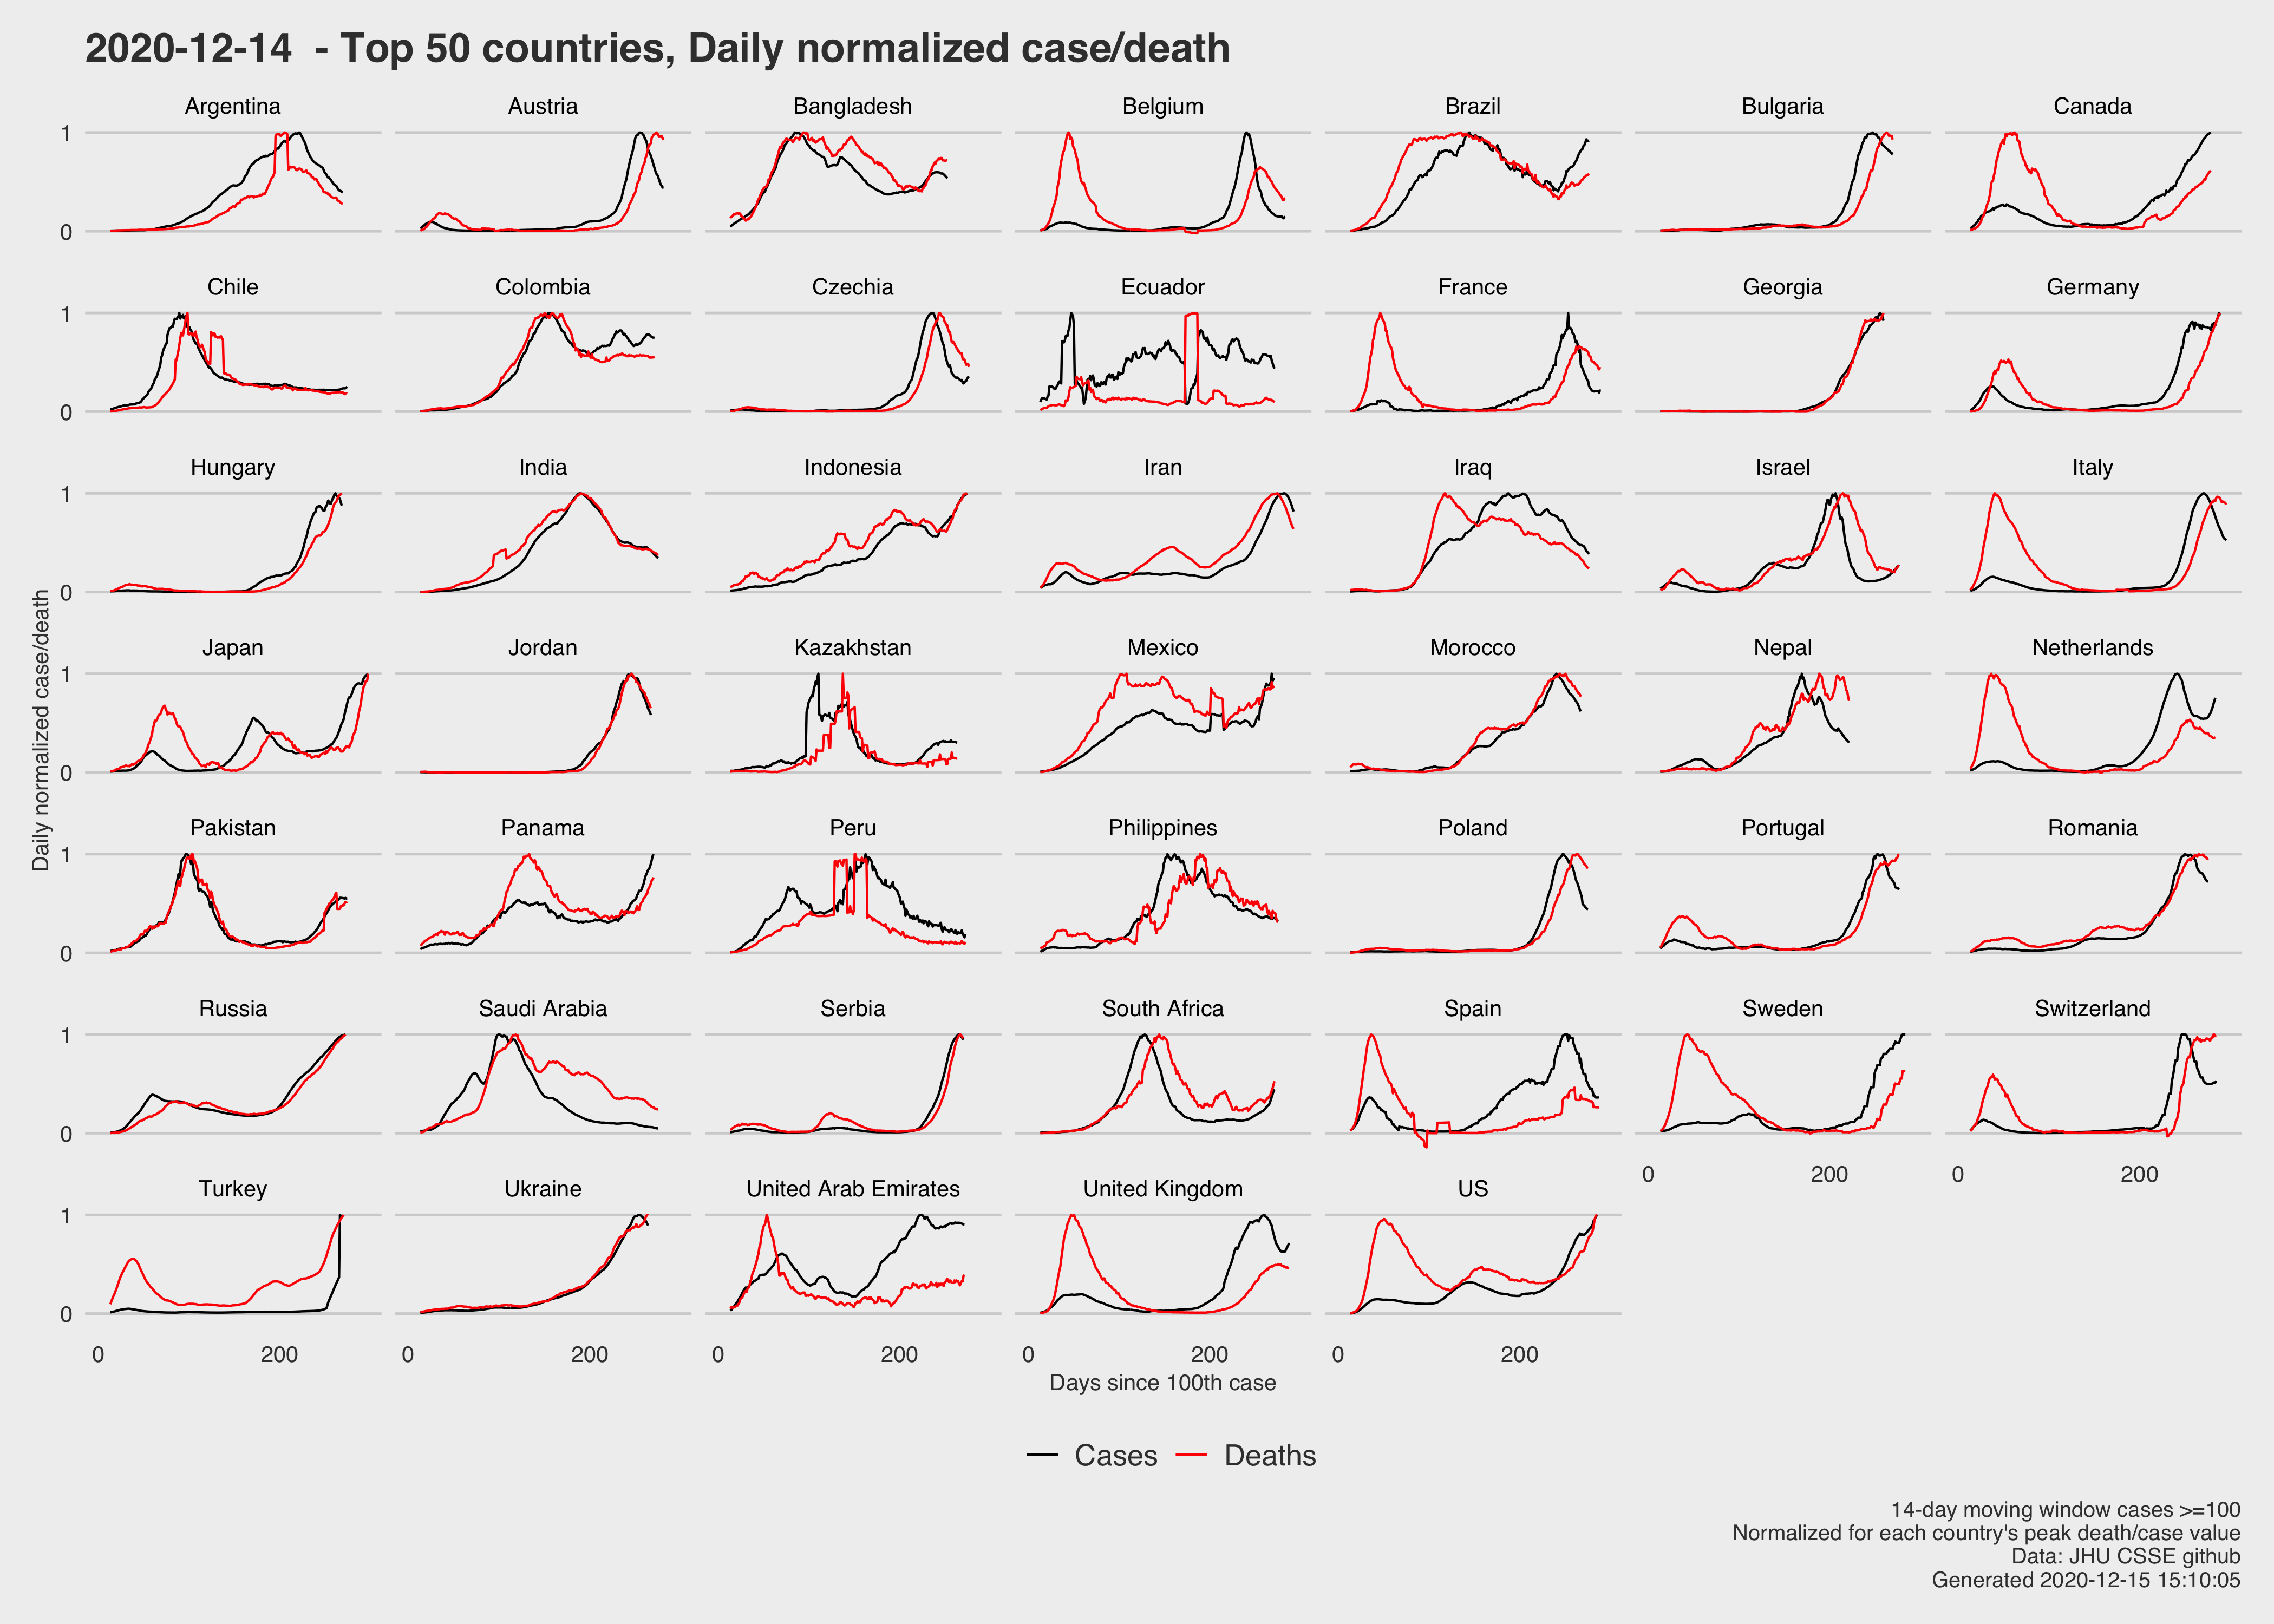 2020-12-14  - Top 50 countries, Daily normalized case/death
Argentina Austria Bangladesh Belgium Brazil Bulgaria Canada
1
0
Chile Colombia Czechia Ecuador France Georgia Germany
1
0
Hungary India Indonesia Iran Iraq Israel Italy
1
0
Daily normalized case/death
Japan Jordan Kazakhstan Mexico Morocco Nepal Netherlands
1
0
Pakistan Panama Peru Philippines Poland Portugal Romania
1
0
Russia Saudi Arabia Serbia South Africa Spain Sweden Switzerland
1
0
0 200 0 200
Turkey Ukraine United Arab Emirates United Kingdom US
1
0
0 200 0 200 0 200 0 200 0 200
Days since 100th case
Cases Deaths
14-day moving window cases >=100
Normalized for each country's peak death/case value
Data: JHU CSSE github
Generated 2020-12-15 15:10:05